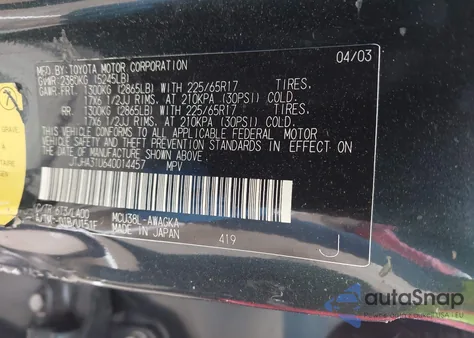 MFD. BY: TOYOTA MOTOR CORPORATION 04/03
GVWR 2380KG (5245LB)
GAWR FRT. 1300KG (2865LB) WITH 225/65R17 TIRES,
17X6 1/2JJ RIMS, AT 210KPA (30PSI) COLD.
RR. 1300KG (2865LB) WITH 225/65R17 TIRES,
17X6 1/2JJ RIMS, AT 210KPA (30PSI) COLD.
THIS VEHICLE CONFORMS TO ALL APPLICABLE FEDERAL MOTOR
VEHICLE SAFETY AND BUMPER STANDARDS IN EFFECT ON
THE DATE OF MANUFACTURE SHOWN ABOVE. 419
JTJHA31U640014457 MPV
GRAVE
MCU38L-AWAGKA
MADE IN JAPAN 419 J
autoSnap